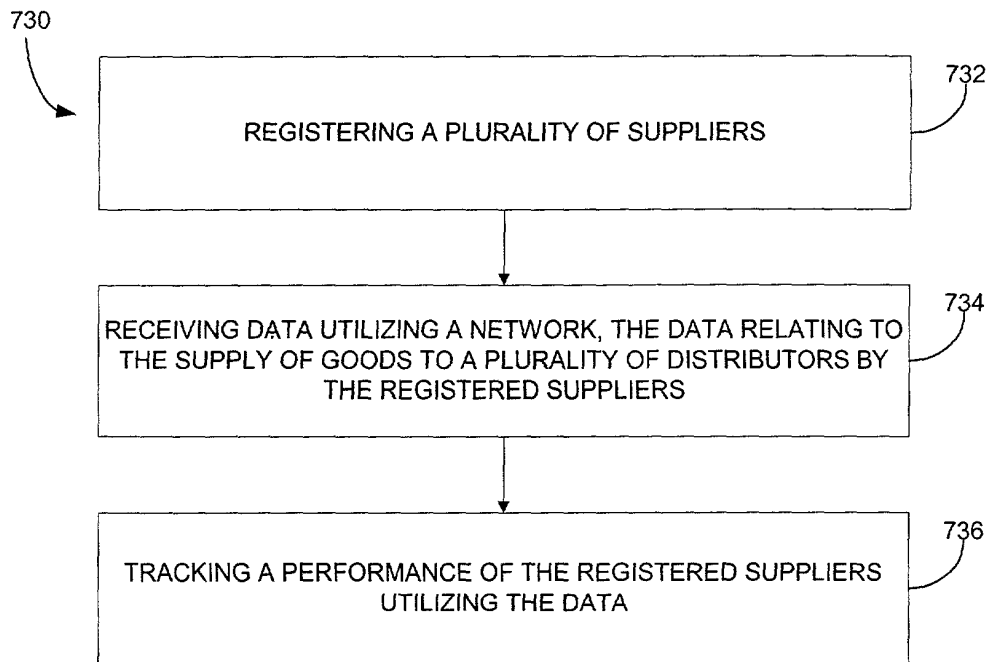 730
732
REGISTERING A PLURALITY OF SUPPLIERS
734
RECEIVING DATA UTILIZING A NETWORK, THE DATA RELATING TO
THE SUPPLY OF GOODS TO A PLURALITY OF DISTRIBUTORS BY
THE REGISTERED SUPPLIERS
736
TRACKING A PERFORMANCE OF THE REGISTERED SUPPLIERS
UTILIZING THE DATA